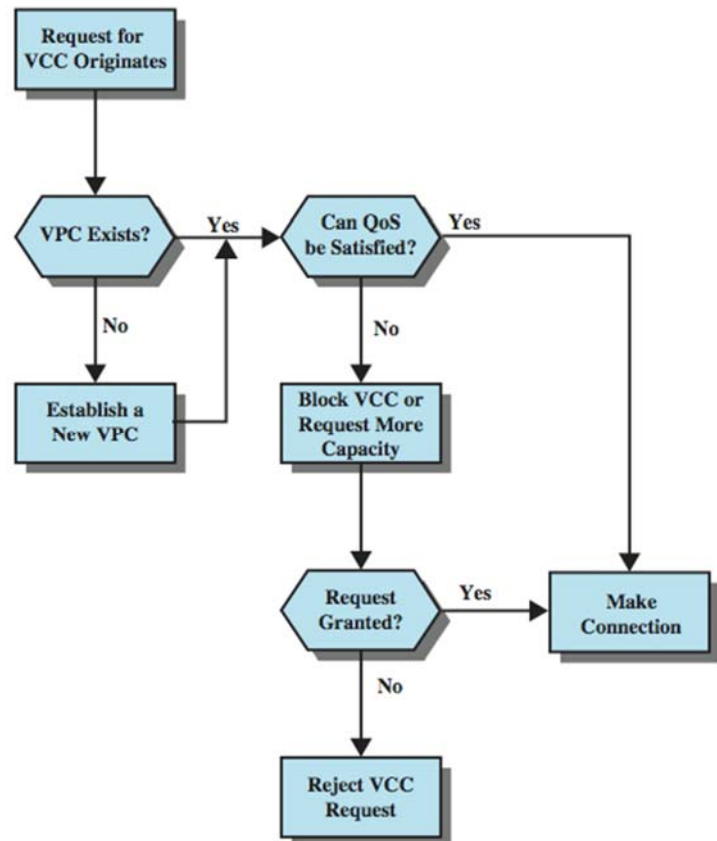 Request for
VCC Originates
VPC Exists?
Yes
Can QoS
be Satisfied?
Yes
No
No
Establish a
New VPC
Block VCC or
Request More
Capacity
Request
Granted?
Yes
Make
Connection
No
Reject VCC
Request